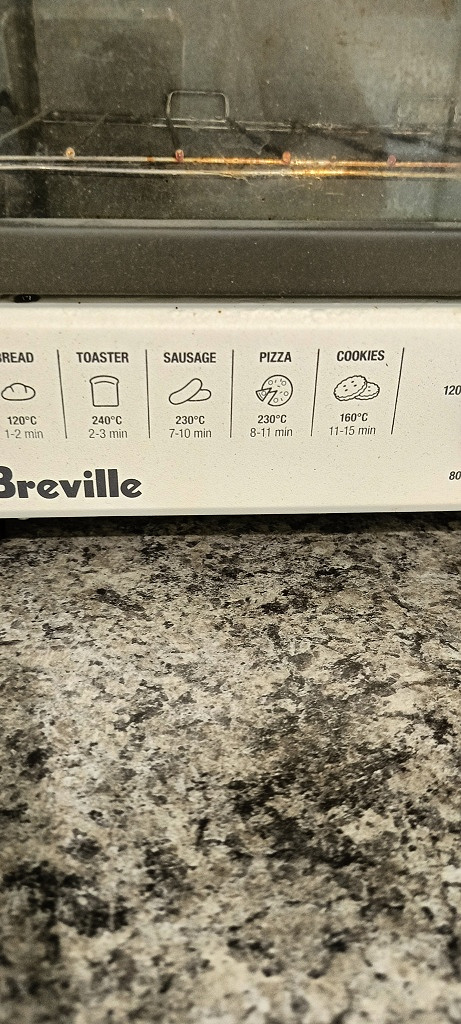 READ TOASTER SAUSAGE PIZZA COOKIES
120
120°C 240°C 230°C 230°C 160°C
1-2 min 2-3 min 7-10 min 8-11 min 11-15 min
80
Breville